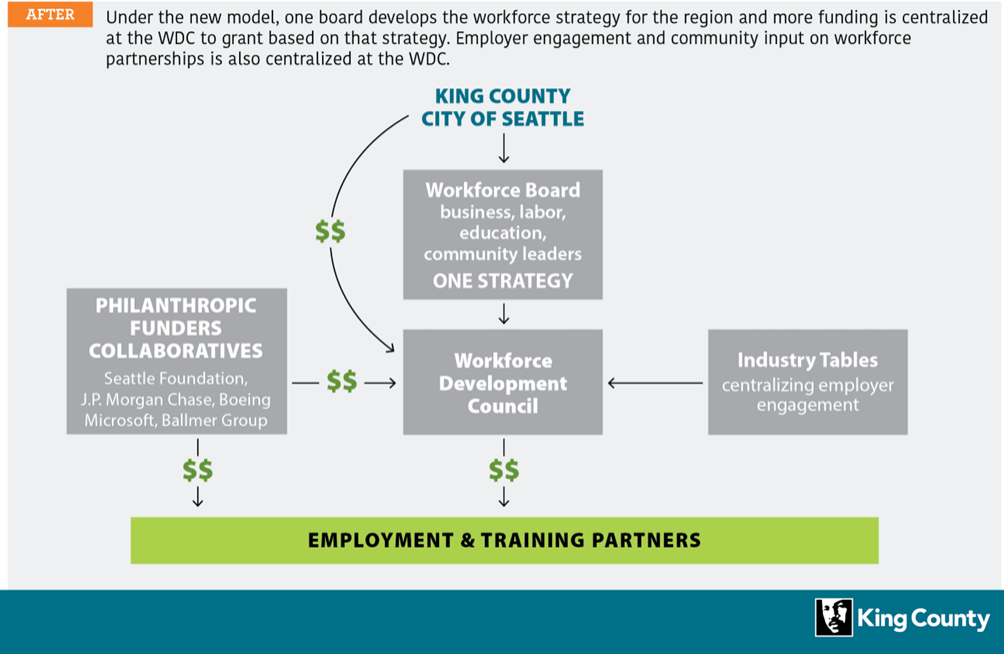 AFTER
Under the new model, one board develops the workforce strategy for the region and more funding is centralized
at the WDC to grant based on that strategy. Employer engagement and community input on workforce
partnerships is also centralized at the WDC.
KING COUNTY
CITY OF SEATTLE
Workforce Board
business, labor,
education,
community leaders
ONE STRATEGY
$$
PHILANTHROPIC
FUNDERS
COLLABORATIVES
Seattle Foundation,
J.P. Morgan Chase, Boeing
Microsoft, Ballmer Group
$$
Workforce
Development
Council
Industry Tables
centralizing employer
engagement
$$
$$
EMPLOYMENT & TRAINING PARTNERS
King County